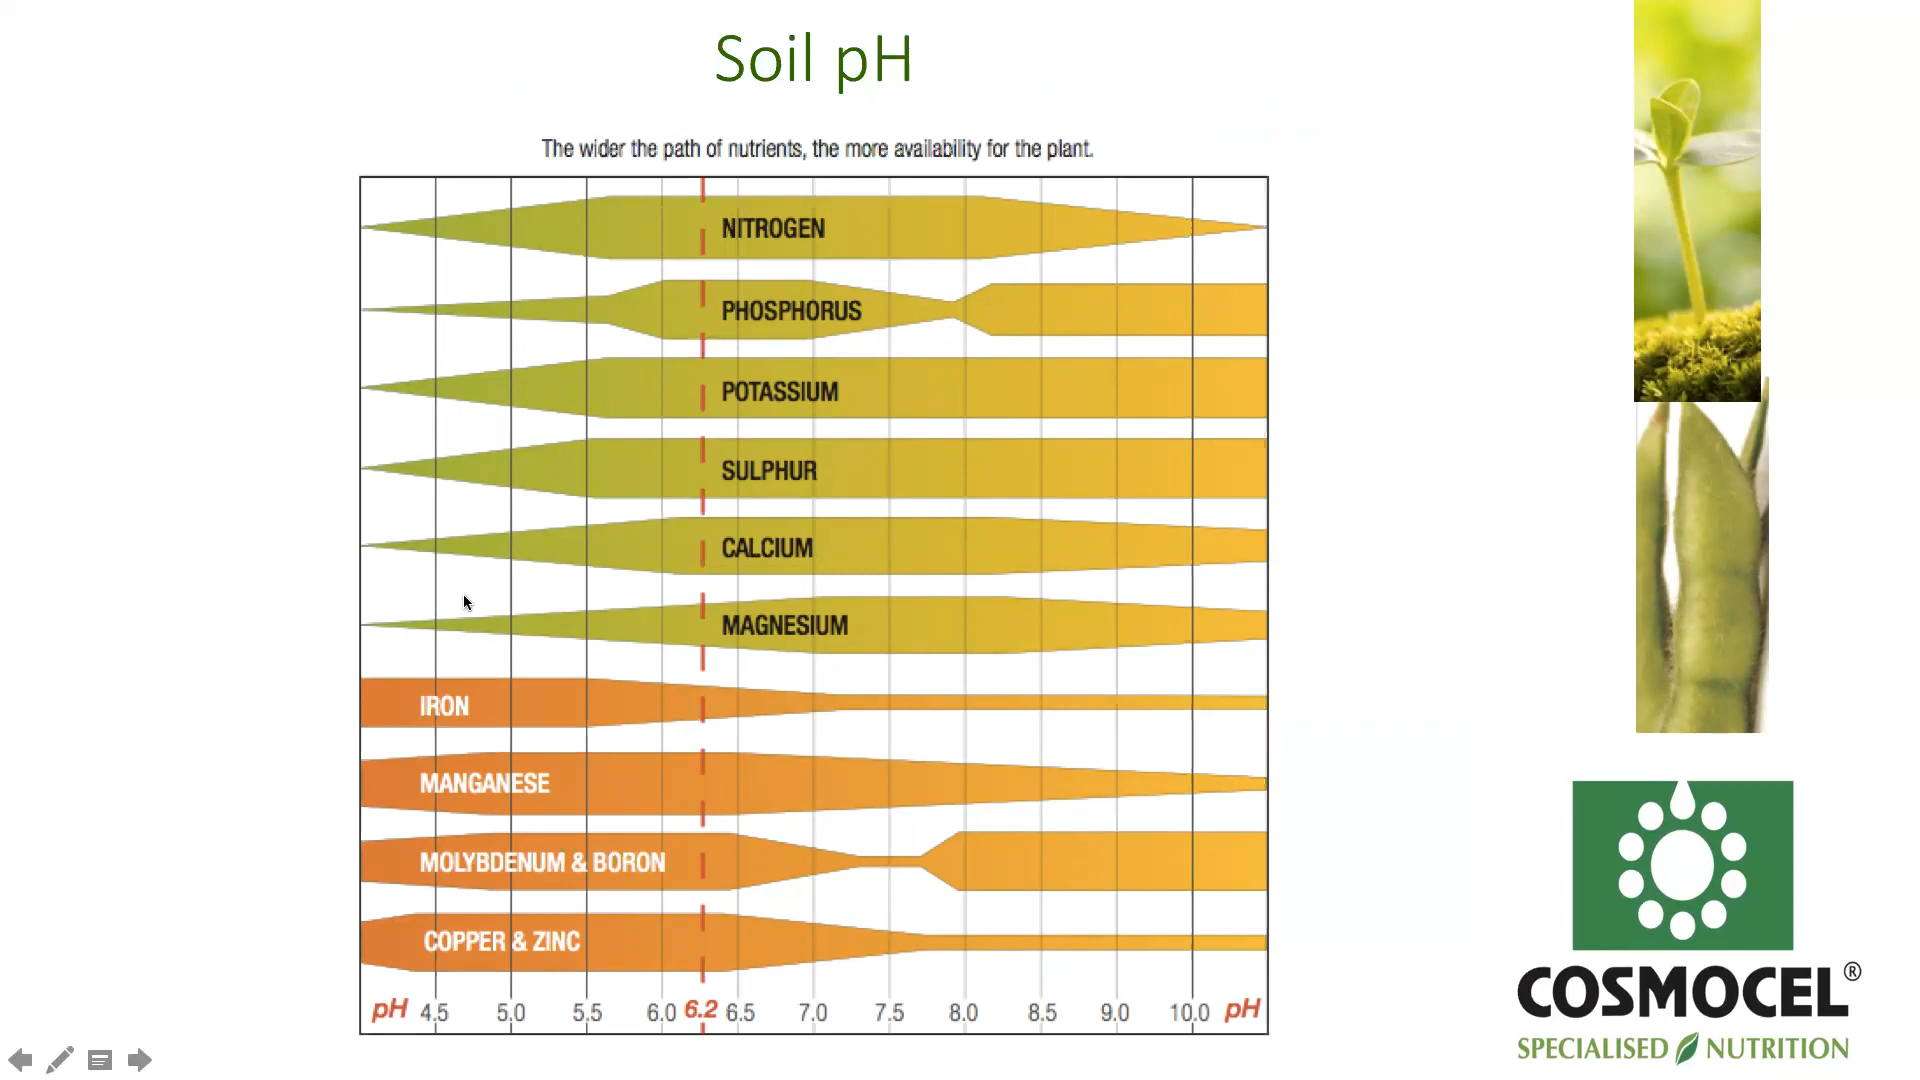 Soil pH
The wider the path of nutrients, the more availability for the plant.
NITROGEN
PHOSPHORUS
POTASSIUM
SULPHUR
CALCIUM
MAGNESIUM
IRON
MANGANESE
MOLYBDENUM & BORON
COPPER & ZINC
pH 4.5 5.0 5.5 6.0 6.2 6.5 7.0 7.5 8.0 8.5 9.0 10.0 pH
COSMOCEL®
SPECIALISED NUTRITION